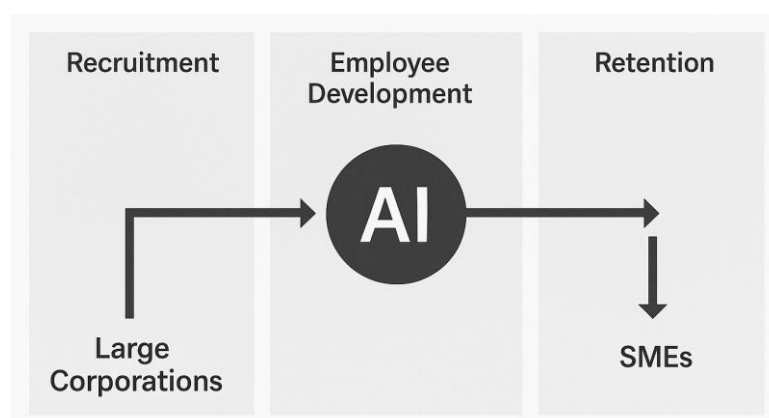 Recruitment
Employee
Development
Retention
AI
Large
Corporations
SMEs